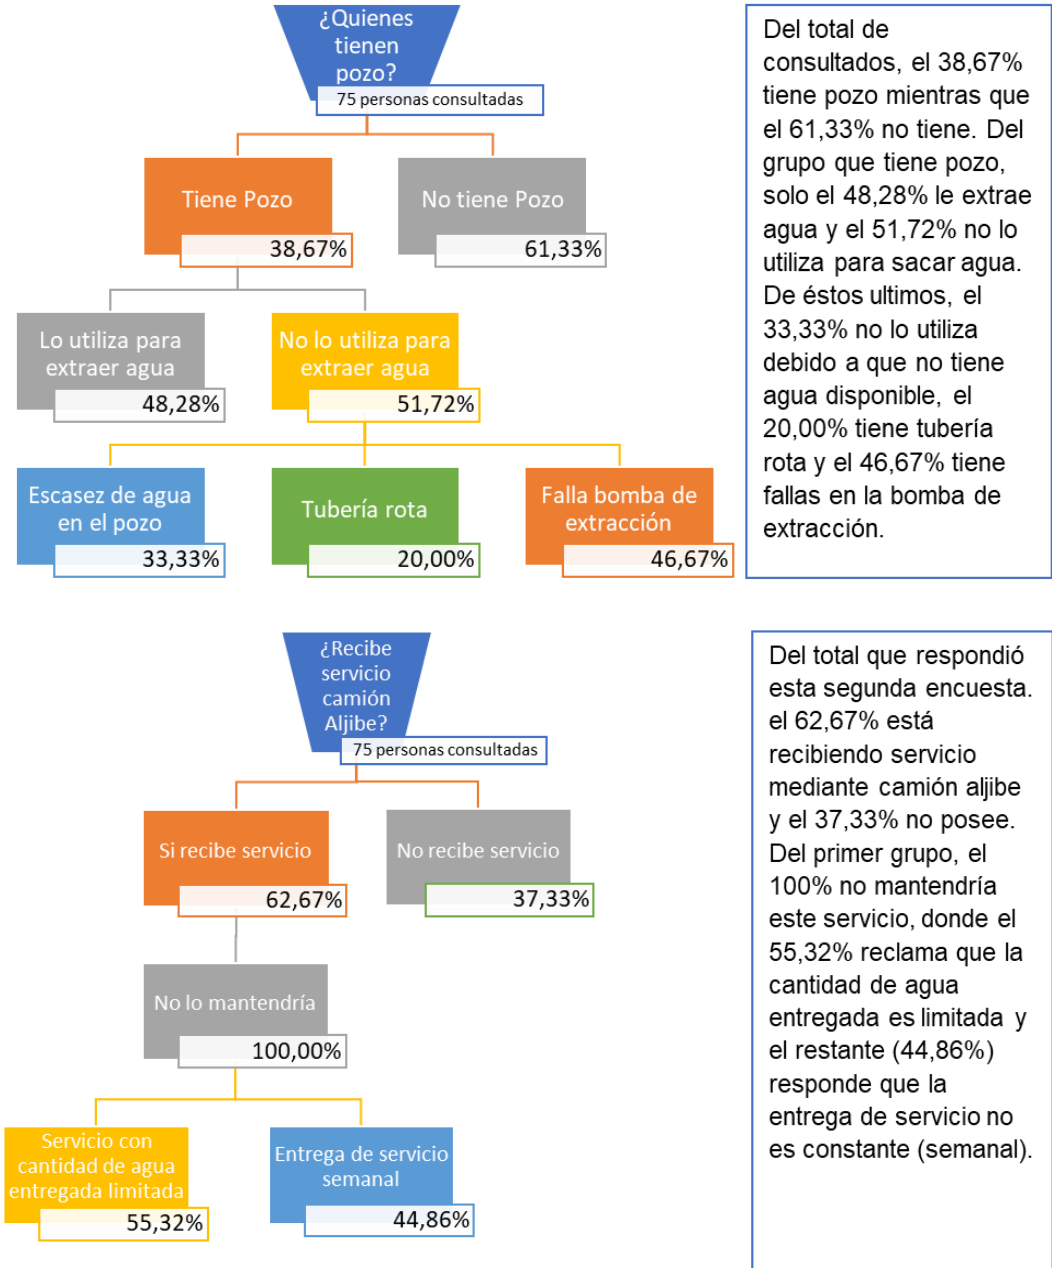 ¿Quienes
tienen
pozo?
75 personas consultadas
Tiene Pozo
38,67%
No tiene Pozo
61,33%
Lo utiliza para
extraer agua
48,28%
No lo utiliza para
extraer agua
51,72%
Escasez de agua
en el pozo
33,33%
Tubería rota
20,00%
Falla bomba de
extracción
46,67%
Del total de
consultados, el 38,67%
tiene pozo mientras que
el 61,33% no tiene. Del
grupo que tiene pozo,
solo el 48,28% le extrae
agua y el 51,72% no lo
utiliza para sacar agua.
De éstos ultimos, el
33,33% no lo utiliza
debido a que no tiene
agua disponible, el
20,00% tiene tubería
rota y el 46,67% tiene
fallas en la bomba de
extracción.
¿Recibe
servicio
camión
Aljibe?
75 personas consultadas
Si recibe servicio
62,67%
No recibe servicio
37,33%
No lo mantendría
100,00%
Servicio con
cantidad de agua
entregada limitada
55,32%
Entrega de servicio
semanal
44,86%
Del total que respondió
esta segunda encuesta.
el 62,67% está
recibiendo servicio
mediante camión aljibe
y el 37,33% no posee.
Del primer grupo, el
100% no mantendría
este servicio, donde el
55,32% reclama que la
cantidad de agua
entregada es limitada y
el restante (44,86%)
responde que la
entrega de servicio no
es constante (semanal).